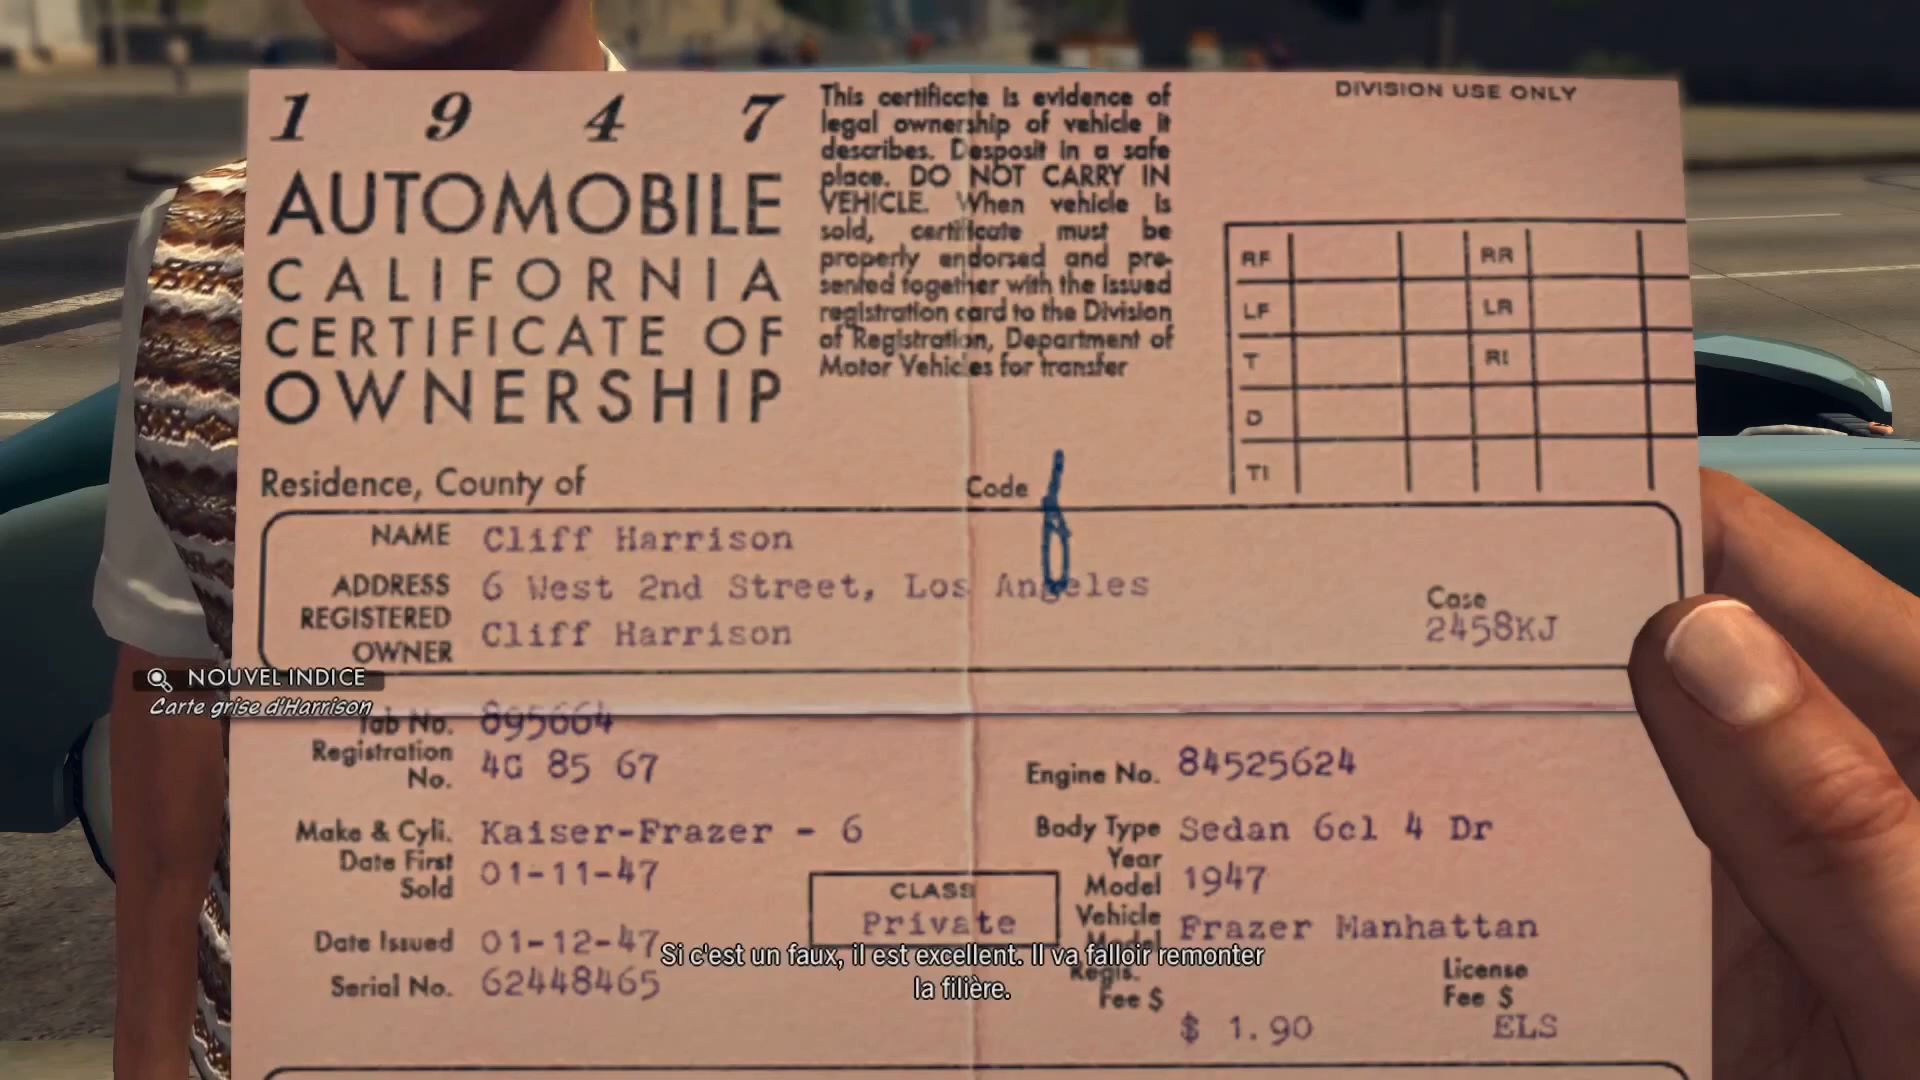 1 9 4 7
AUTOMOBILE
CALIFORNIA
CERTIFICATE OF
OWNERSHIP
This certificate is evidence of
legal ownership of vehicle it
describes. Desposit in a safe
place. DO NOT CARRY IN
VEHICLE. When vehicle is
sold, certificate must be
properly endorsed and pre-
sented together with the issued
registration card to the Division
of Registration, Department of
Motor Vehicles for transfer
DIVISION USE ONLY
RF RR
LF LR
T RI
D
TI
Residence, County of
Code
NAME Cliff Harrison
ADDRESS 6 West 2nd Street, Los Angeles
REGISTERED
OWNER Cliff Harrison
Case
2458KJ
NOUVEL INDICE
Carte grise d'Harrison
Tab No. 895664
Registration
No. 4G 85 67
Engine No. 84525624
Make & Cyli. Kaiser-Frazer - 6
Body Type Sedan 6cl 4 Dr
Date First
Sold 01-11-47
Year
Model 1947
CLASS
Private
Vehicle
Model Frazer Manhattan
Date Issued 01-12-47
Serial No. 62448465
Regis.
Fee $
$ 1.90
License
Fee $
ELS
Si c'est un faux, il est excellent. Il va falloir remonter
la filière.